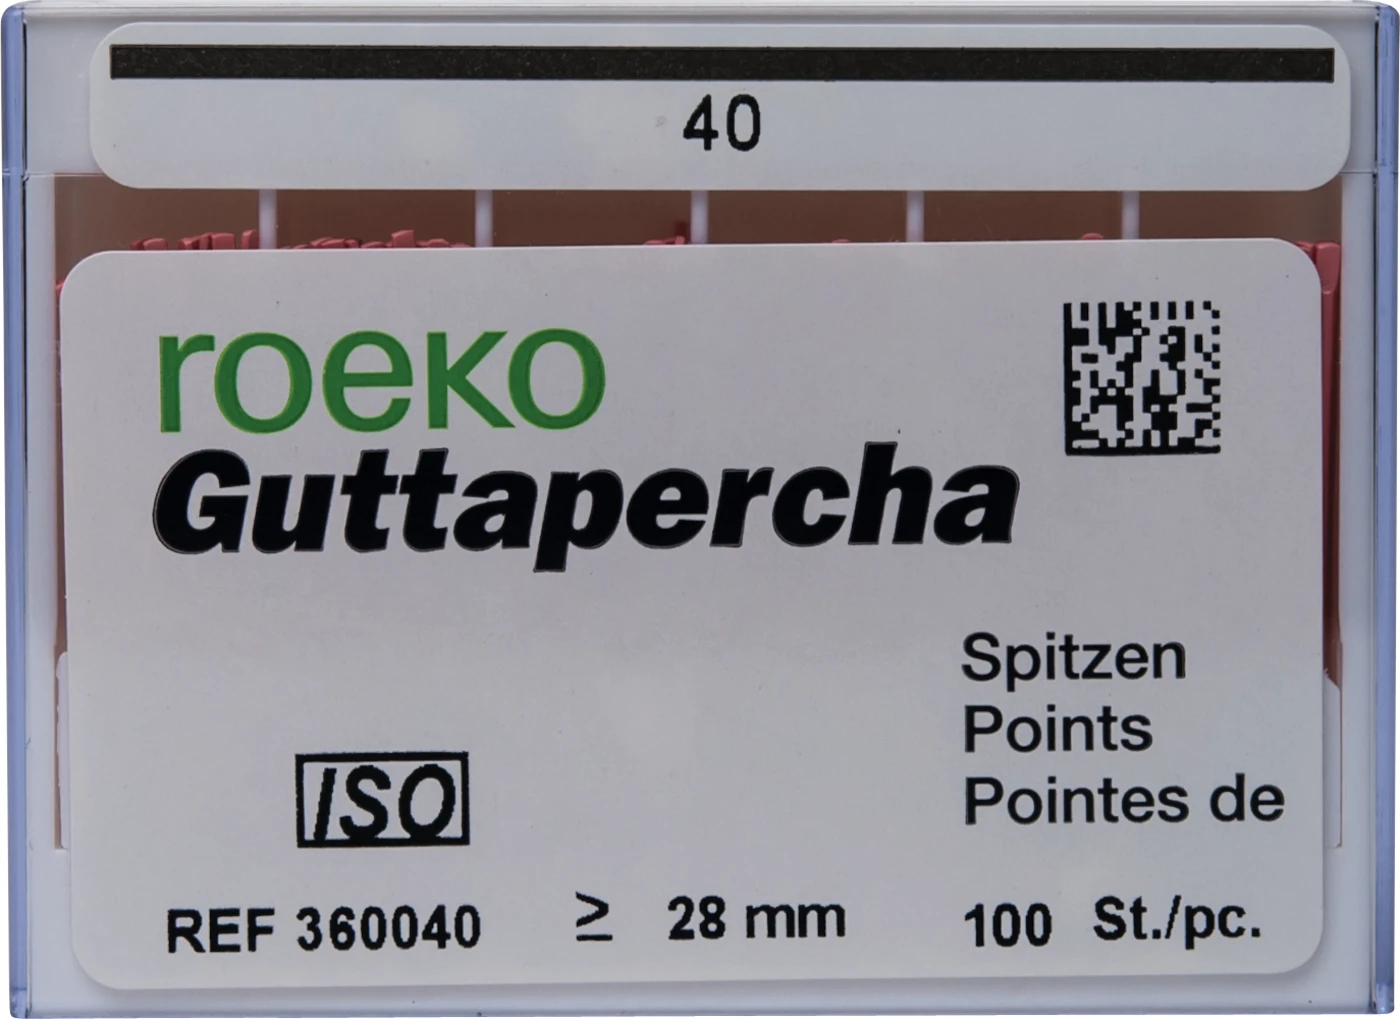 40
roeko
Guttapercha
Spitzen
Points
Pointes de
ISO
REF 360040 ≥ 28 mm 100 St./pc.